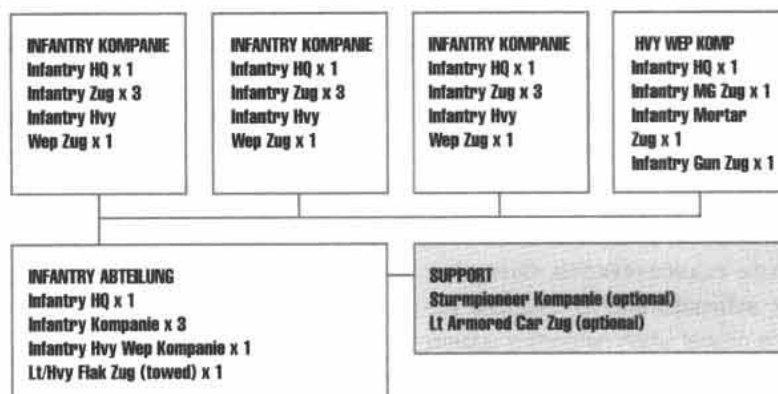 INFANTRY KOMPANIE
Infantry HQ x 1
Infantry Zug x 3
Infantry Hvy
Wep Zug x 1
INFANTRY KOMPANIE
Infantry HQ x 1
Infantry Zug x 3
Infantry Hvy
Wep Zug x 1
INFANTRY KOMPANIE
Infantry HQ x 1
Infantry Zug x 3
Infantry Hvy
Wep Zug x 1
HVY WEP KOMP
Infantry HQ x 1
Infantry MG Zug x 1
Infantry Mortar
Zug x 1
Infantry Gun Zug x 1
INFANTRY ABTEILUNG
Infantry HQ x 1
Infantry Kompanie x 3
Infantry Hvy Wep Kompanie x 1
Lt/Hvy Flak Zug (towed) x 1
SUPPORT
Sturmpioneer Kompanie (optional)
Lt Armored Car Zug (optional)